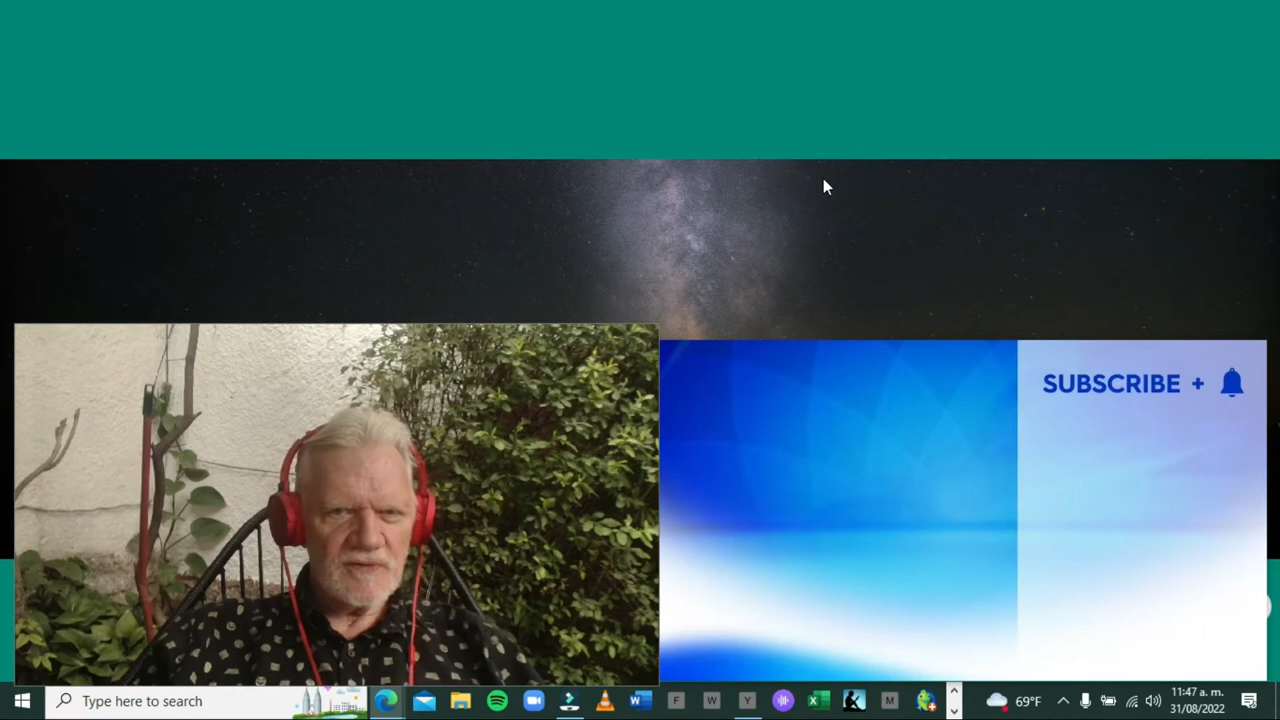 SUBSCRIBE +
Type here to search
W
F
W
Y
X
M
69°F
11:47 a. m.
31/08/2022